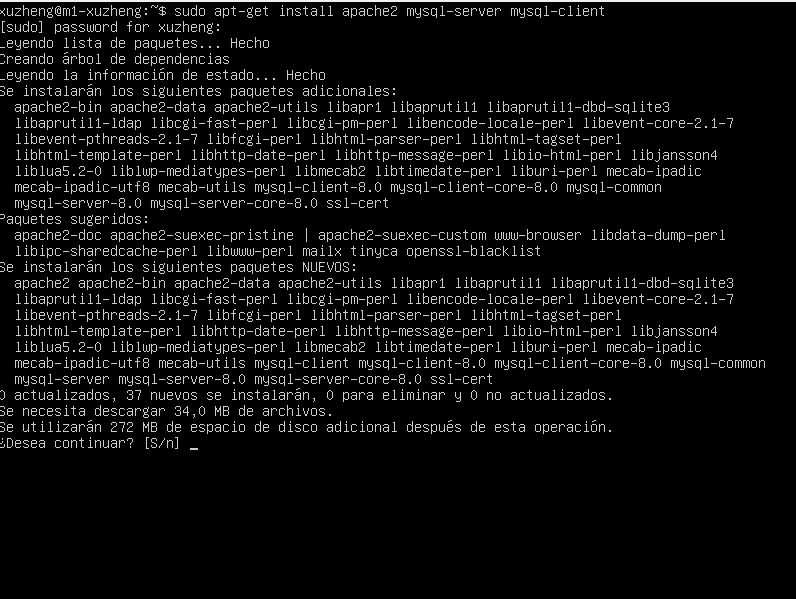 xuzheng@m1-xuzheng:~$ sudo apt-get install apache2 mysql-server mysql-client
[sudo] password for xuzheng:
Leyendo lista de paquetes... Hecho
Creando árbol de dependencias
Leyendo la información de estado... Hecho
Se instalarán los siguientes paquetes adicionales:
apache2-bin apache2-data apache2-utils libapr1 libaprutil1 libaprutil1-dbd-sqlite3
libaprutil1-ldap libcgi-fast-perl libcgi-pm-perl libencode-locale-perl libevent-core-2.1-7
libevent-pthreads-2.1-7 libfcgi-perl libhtml-parser-perl libhtml-tagset-perl
libhtml-template-perl libhttp-date-perl libhttp-message-perl libio-html-perl libjansson4
liblua5.2-0 liblwp-mediatypes-perl libmecab2 libtimedate-perl liburi-perl mecab-ipadic
mecab-ipadic-utf8 mecab-utils mysql-client-8.0 mysql-client-core-8.0 mysql-common
mysql-server-8.0 mysql-server-core-8.0 ssl-cert
Paquetes sugeridos:
apache2-doc apache2-suexec-pristine | apache2-suexec-custom www-browser libdata-dump-perl
libipc-sharedcache-perl libwww-perl mailx tinyca openssl-blacklist
Se instalarán los siguientes paquetes NUEVOS:
apache2 apache2-bin apache2-data apache2-utils libapr1 libaprutil1 libaprutil1-dbd-sqlite3
libaprutil1-ldap libcgi-fast-perl libcgi-pm-perl libencode-locale-perl libevent-core-2.1-7
libevent-pthreads-2.1-7 libfcgi-perl libhtml-parser-perl libhtml-tagset-perl
libhtml-template-perl libhttp-date-perl libhttp-message-perl libio-html-perl libjansson4
liblua5.2-0 liblwp-mediatypes-perl libmecab2 libtimedate-perl liburi-perl mecab-ipadic
mecab-ipadic-utf8 mecab-utils mysql-client mysql-client-8.0 mysql-client-core-8.0 mysql-common
mysql-server mysql-server-8.0 mysql-server-core-8.0 ssl-cert
0 actualizados, 37 nuevos se instalarán, 0 para eliminar y 0 no actualizados.
Se necesita descargar 34,0 MB de archivos.
Se utilizarán 272 MB de espacio de disco adicional después de esta operación.
¿Desea continuar? [S/n] _